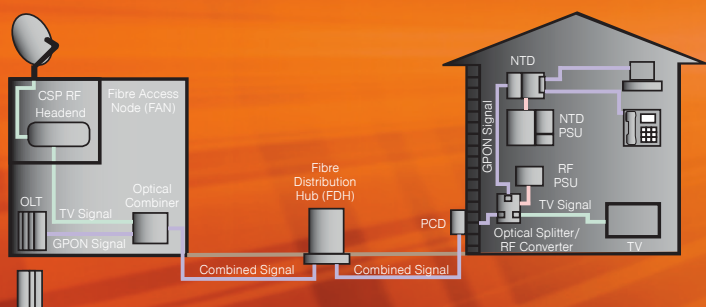 CSP RF
Headend
Fibre Access
Node (FAN)
OLT
TV Signal
GPON Signal
Optical
Combiner
Combined Signal
Fibre
Distribution
Hub (FDH)
Combined Signal
PCD
NTD
GPON Signal
NTD
PSU
RF
PSU
TV Signal
Optical Splitter/
RF Converter
TV